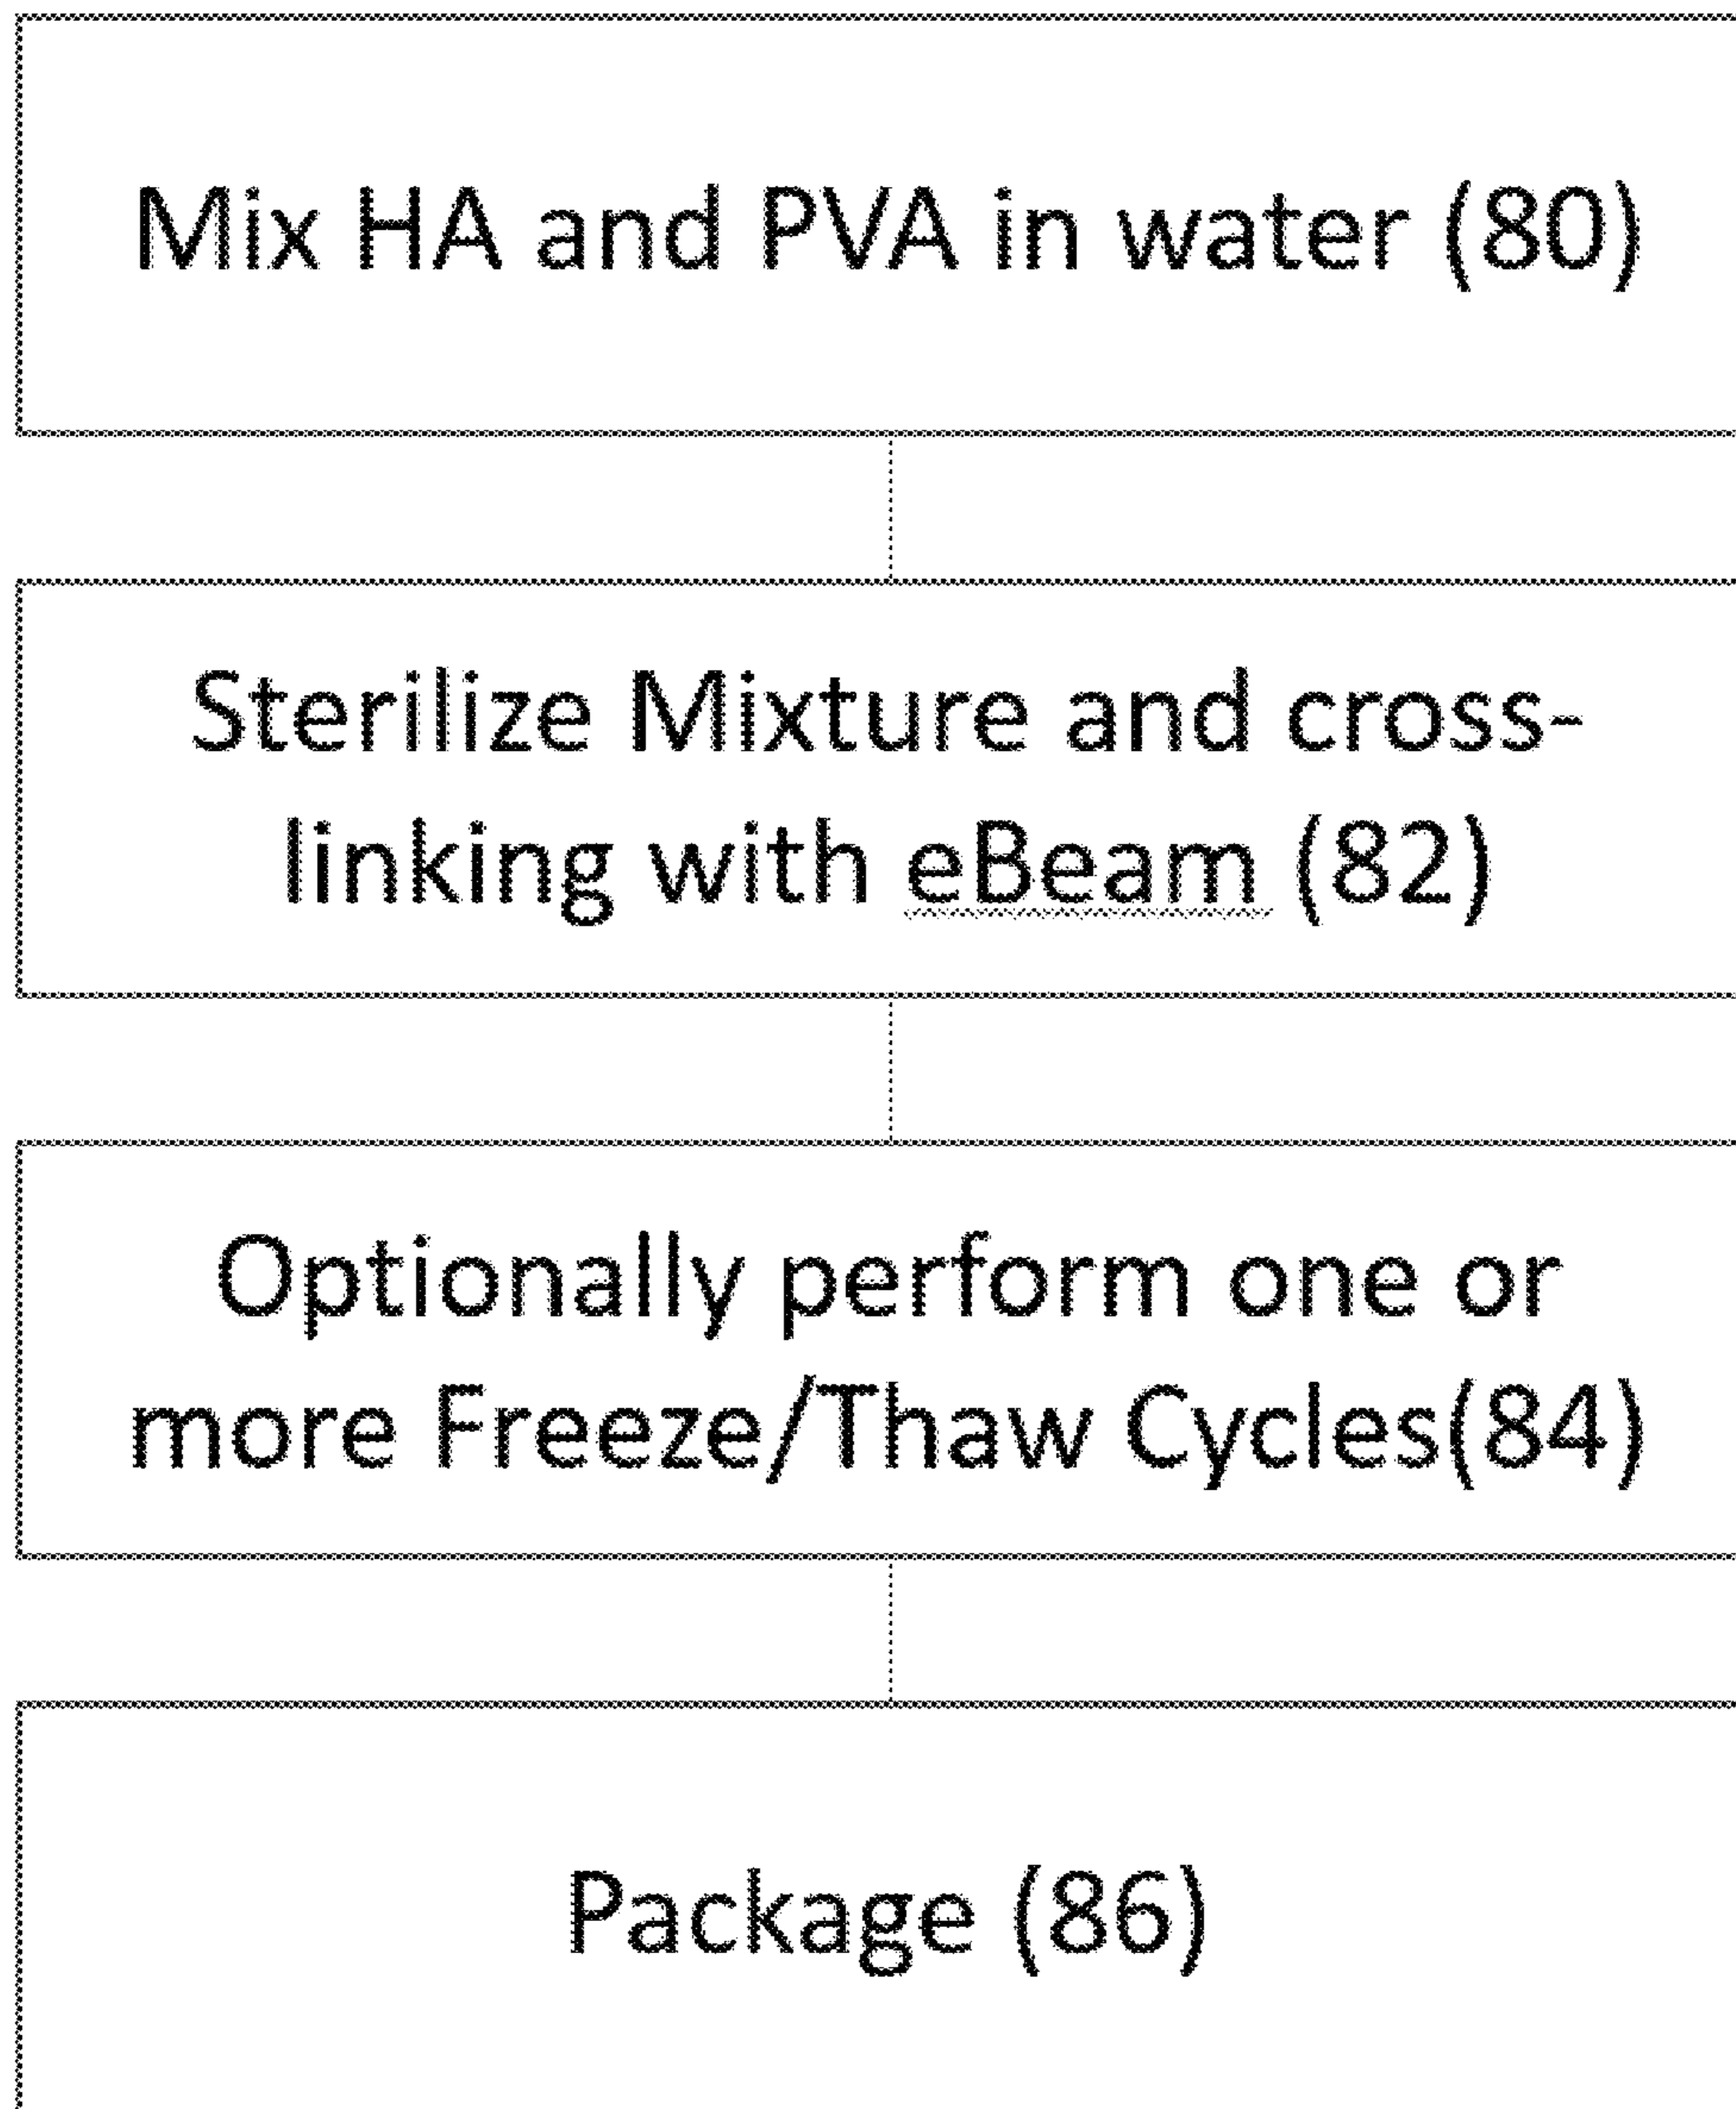 Mix HA and PVA in water (80)
Sterilize Mixture and cross-
linking with eBeam (82)
Optionally perform one or
more Freeze/Thaw Cycles(84)
Package (86)